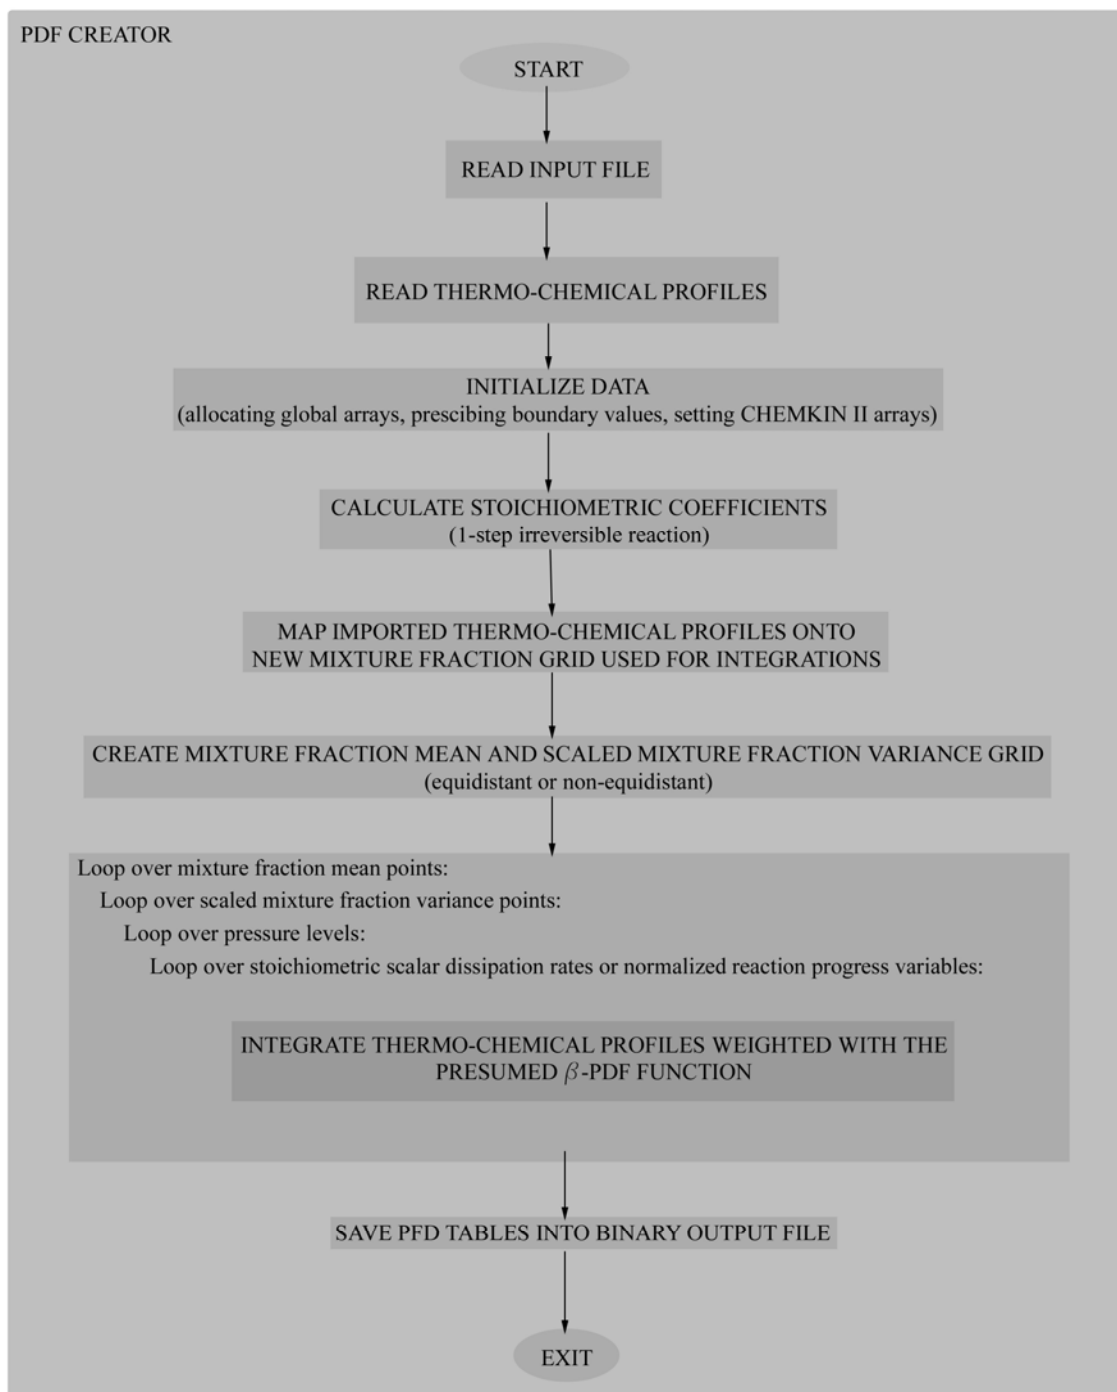 PDF CREATOR
START
READ INPUT FILE
READ THERMO-CHEMICAL PROFILES
INITIALIZE DATA
(allocating global arrays, prescibing boundary values, setting CHEMKIN II arrays)
CALCULATE STOICHIOMETRIC COEFFICIENTS
(1-step irreversible reaction)
MAP IMPORTED THERMO-CHEMICAL PROFILES ONTO
NEW MIXTURE FRACTION GRID USED FOR INTEGRATIONS
CREATE MIXTURE FRACTION MEAN AND SCALED MIXTURE FRACTION VARIANCE GRID
(equidistant or non-equidistant)
Loop over mixture fraction mean points:
Loop over scaled mixture fraction variance points:
Loop over pressure levels:
Loop over stoichiometric scalar dissipation rates or normalized reaction progress variables:
INTEGRATE THERMO-CHEMICAL PROFILES WEIGHTED WITH THE
PRESUMED β-PDF FUNCTION
SAVE PFD TABLES INTO BINARY OUTPUT FILE
EXIT